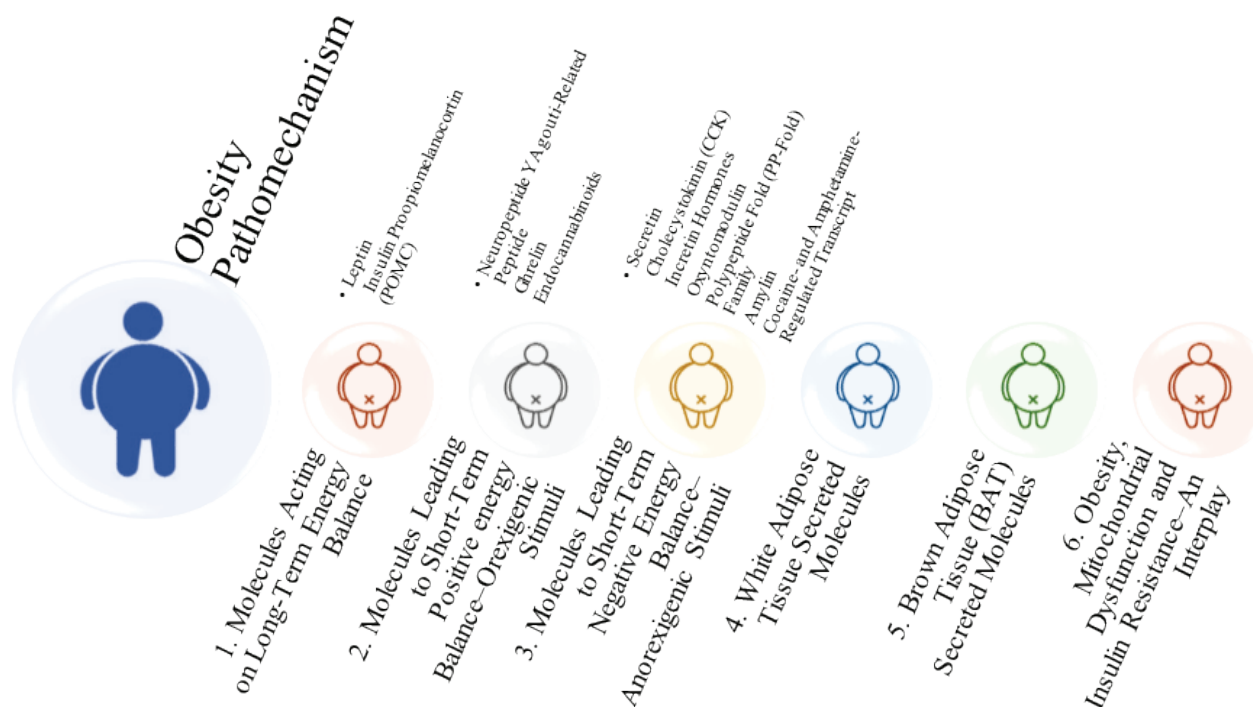 Obesity
Pathomechanism
• Leptin
Insulin Proopiomelanocortin
(POMC)
1. Molecules Acting
on Long-Term Energy
Balance
• Neuropeptide Y Agouti-Related
Peptide
Ghrelin
Endocannabinoids
2. Molecules Leading
to Short-Term
Positive energy
Balance–Orexigenic
Stimuli
• Secretin
Cholecystokinin (CCK)
Incretin Hormones
Oxyntomodulin
Polypeptide Fold (PP-Fold)
Family
Amylin
Cocaine- and Amphetamine-
Regulated Transcript
3. Molecules Leading
to Short-Term
Negative Energy
Balance–
Anorexigenic Stimuli
4. White Adipose
Tissue Secreted
Molecules
5. Brown Adipose
Tissue (BAT)
Secreted Molecules
6. Obesity,
Mitochondrial
Dysfunction and
Insulin Resistance–An
Interplay